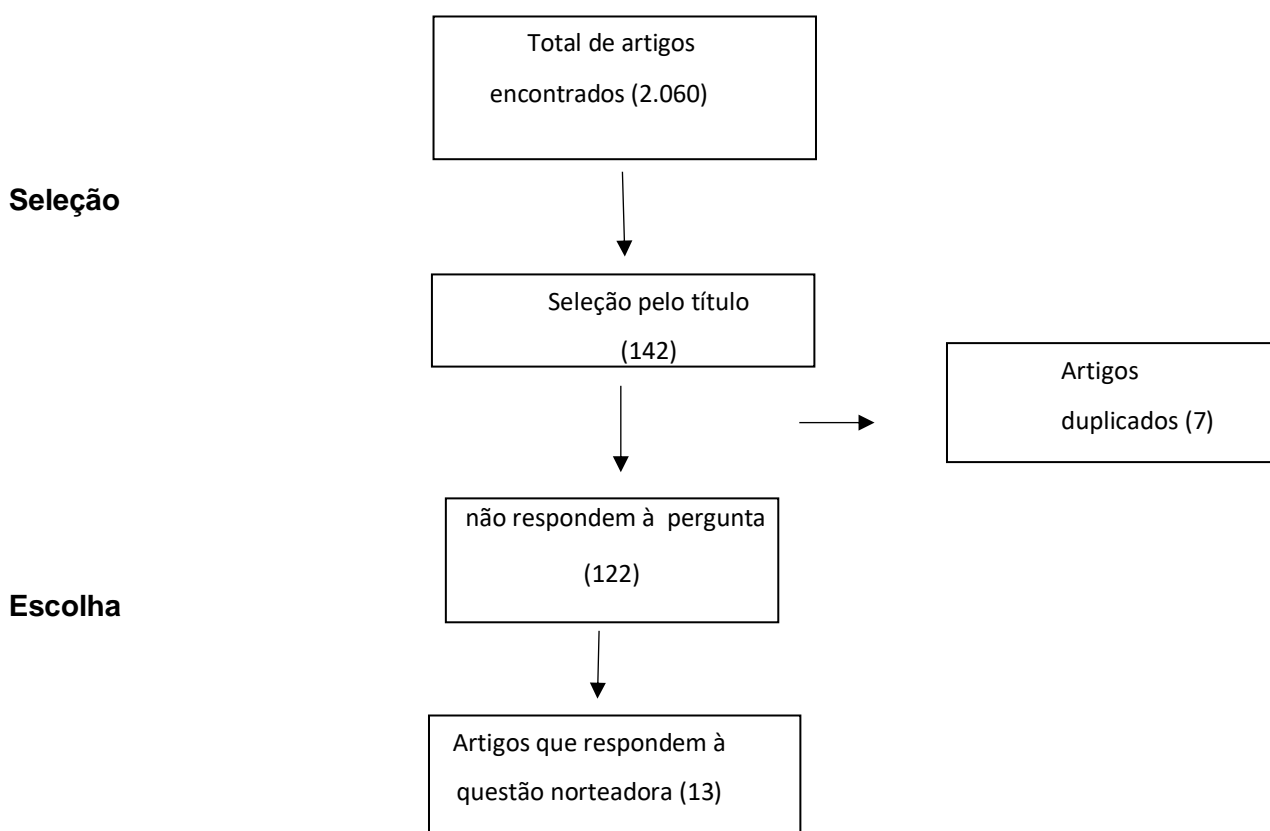 Total de artigos
encontrados (2.060)
Seleção
Seleção pelo título
(142)
Artigos
duplicados (7)
não respondem à pergunta
(122)
Escolha
Artigos que respondem à
questão norteadora (13)